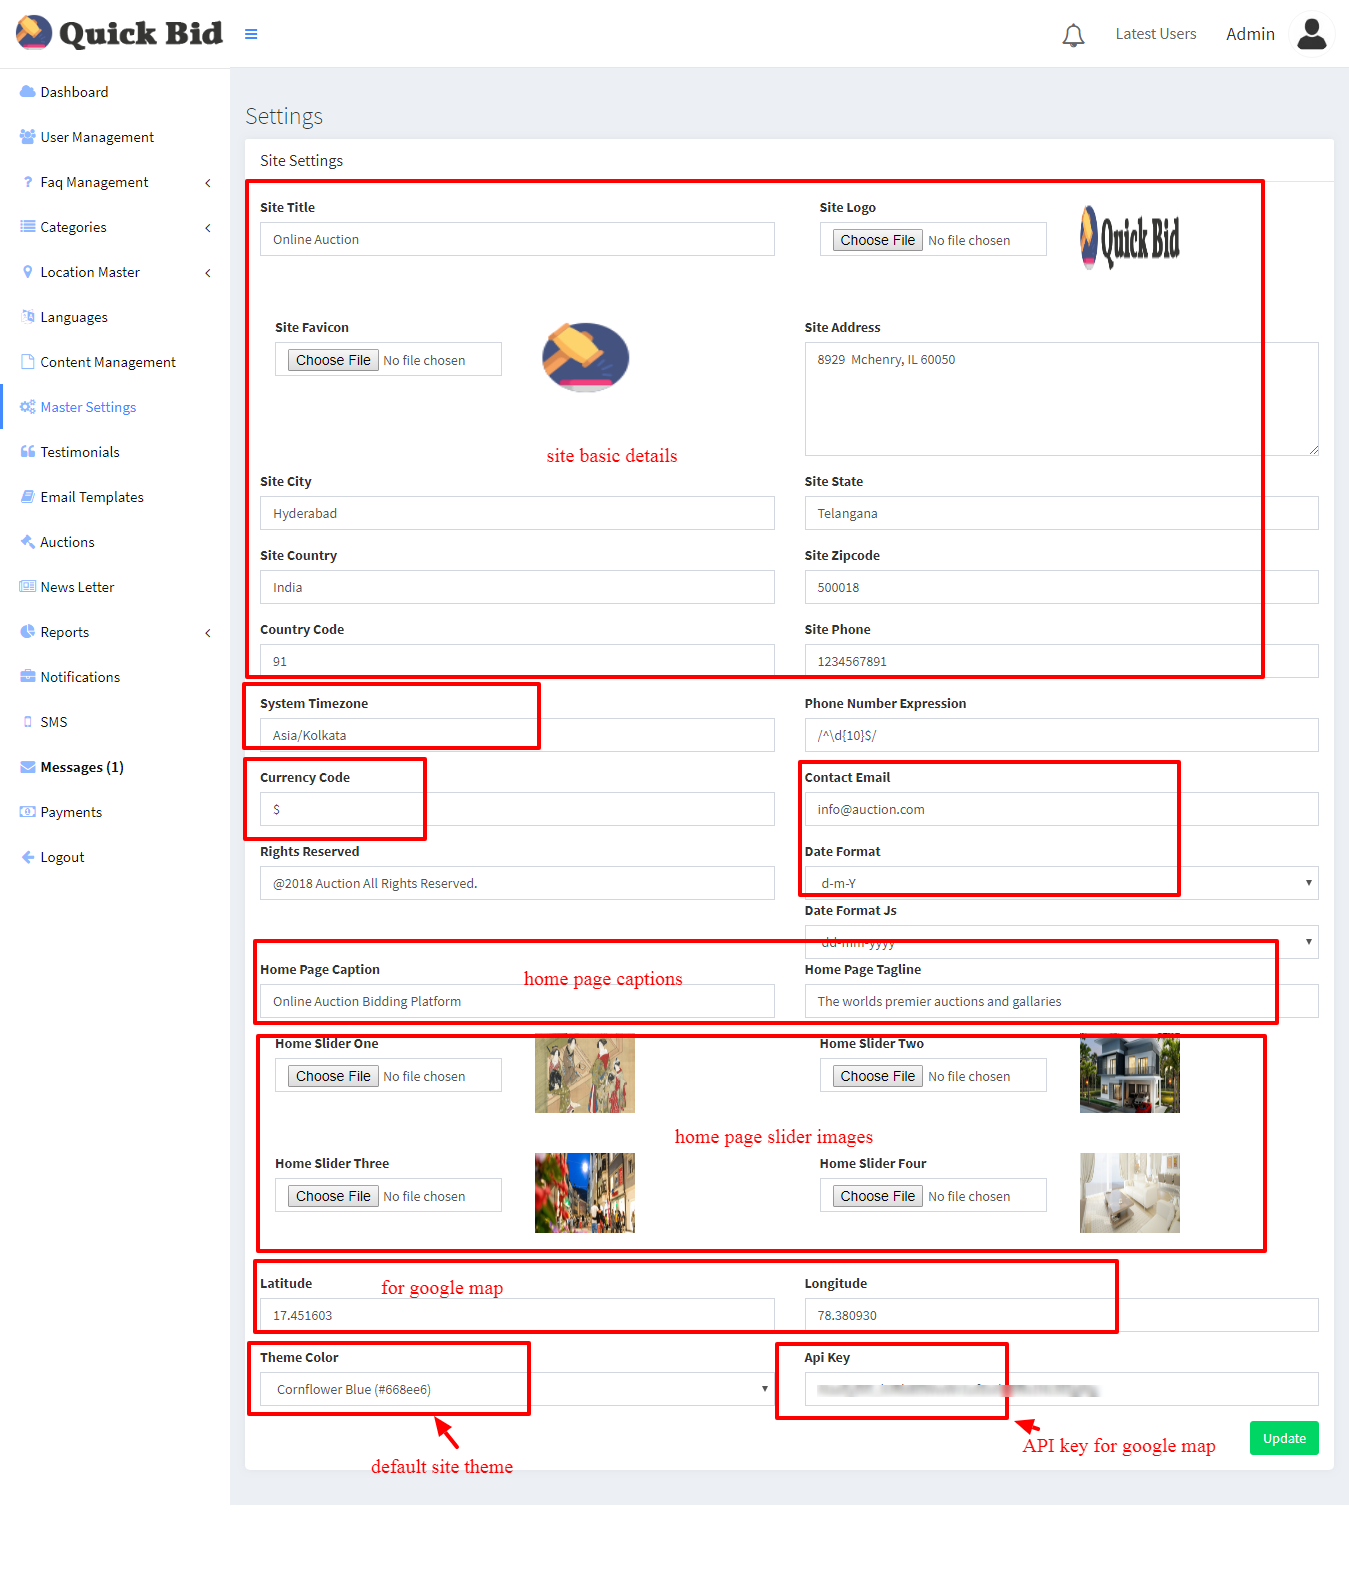 Quick Bid
Latest Users
Admin
Dashboard
User Management
Faq Management
Categories
Location Master
Languages
Content Management
Master Settings
Testimonials
Email Templates
Auctions
News Letter
Reports
Notifications
SMS
Messages (1)
Payments
Logout
Settings
Site Settings
Site Title
Online Auction
Site Logo
Choose File No file chosen
Quick Bid
Site Favicon
Choose File No file chosen
Site Address
8929 Mchenry, IL 60050
site basic details
Site City
Hyderabad
Site State
Telangana
Site Country
India
Site Zipcode
500018
Country Code
91
Site Phone
1234567891
System Timezone
Asia/Kolkata
Phone Number Expression
/^\d{10}$/
Currency Code
$
Contact Email
info@auction.com
Rights Reserved
@2018 Auction All Rights Reserved.
Date Format
d-m-Y
Date Format Js
dd-mm-yyyy
Home Page Caption
home page captions
Online Auction Bidding Platform
Home Page Tagline
The worlds premier auctions and gallaries
Home Slider One
Choose File No file chosen
Home Slider Two
Choose File No file chosen
home page slider images
Home Slider Three
Choose File No file chosen
Home Slider Four
Choose File No file chosen
Latitude
for google map
17.451603
Longitude
78.380930
Theme Color
Cornflower Blue (#668ee6)
Api Key
default site theme
API key for google map
Update